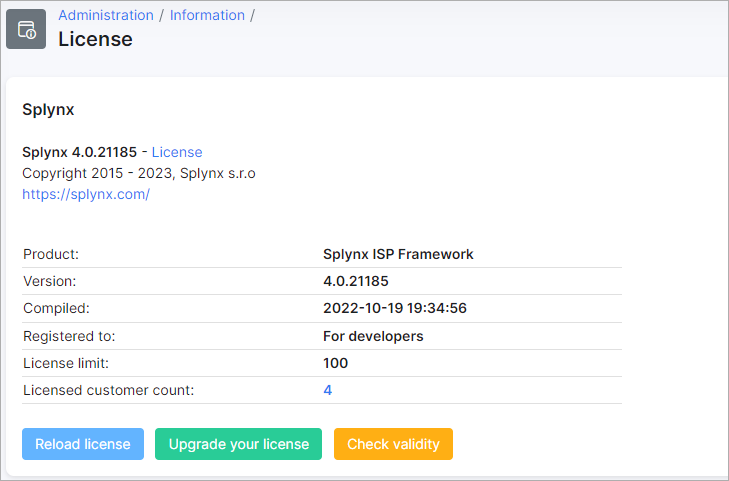 Administration / Information /
License
Splynx
Splynx 4.0.21185 - License
Copyright 2015 - 2023, Splynx s.r.o
https://splynx.com/
Product: Splynx ISP Framework
Version: 4.0.21185
Compiled: 2022-10-19 19:34:56
Registered to: For developers
License limit: 100
Licensed customer count: 4
Reload license Upgrade your license Check validity